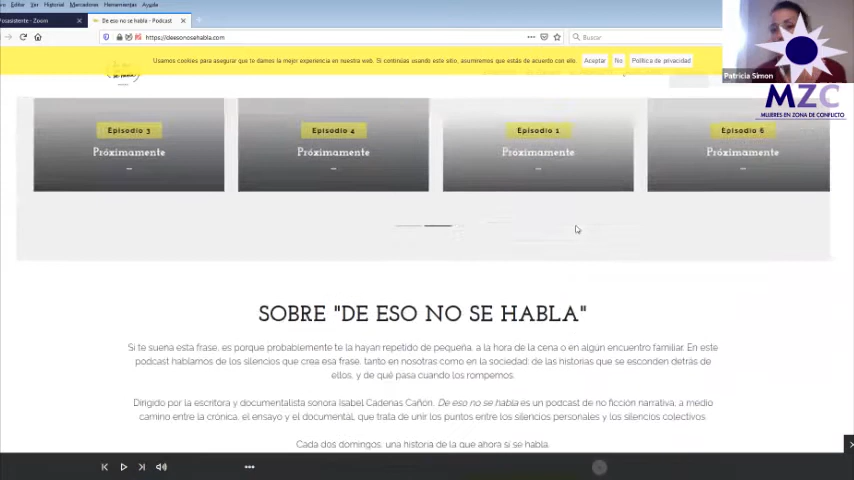 Editar Ver Historial Marcadores Herramientas Ayuda
Posasistente - Zoom
De eso no se habla - Podcast
https://deesonosehabla.com
Buscar
Usamos cookies para asegurar que te damos la mejor experiencia en nuestra web. Si continúas usando este sitio, asumiremos que estás de acuerdo con ello.
Aceptar
No
Política de privacidad
Patricia Simon
MZC
MUJERES EN ZONA DE CONFLICTO
Episodio 3
Episodio 4
Episodio 1
Episodio 6
Próximamente
Próximamente
Próximamente
Próximamente
SOBRE "DE ESO NO SE HABLA"
Si te suena esta frase, es porque probablemente te la hayan repetido de pequeña, a la hora de la cena o en algún encuentro familiar. En este
podcast hablamos de los silencios que crea esa frase, tanto en nosotras como en la sociedad; de las historias que se esconden detrás de
ellos, y de qué pasa cuando los rompemos.
Dirigido por la escritora y documentalista sonora Isabel Cadenas Cañón, De eso no se habla es un podcast de no ficción narrativa, a medio
camino entre la crónica, el ensayo y el documental, que trata de unir los puntos entre los silencios personales y los silencios colectivos.
Cada dos domingos, una historia de la que ahora sí se habla.